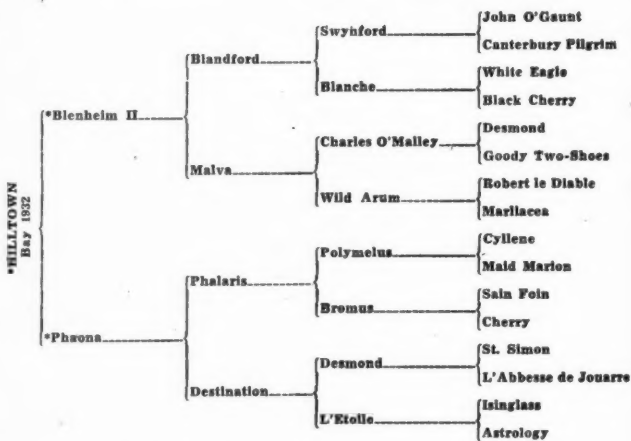 John O'Gaunt
Swynford
Canterbury Pilgrim
Blandford
White Eagle
Blanche
Black Cherry
*Blenheim II
Desmond
Charles O'Malley
Goody Two-Shoes
Malva
Robert le Diable
Wild Arum
Marliacea
*HILLTOWN
Bay 1932
Cyllene
Polymelus
Maid Marion
Phalaris
Sain Foin
Bromus
Cherry
*Phaona
St. Simon
Desmond
L'Abbesse de Jouarre
Destination
Isinglass
L'Etoile
Astrology